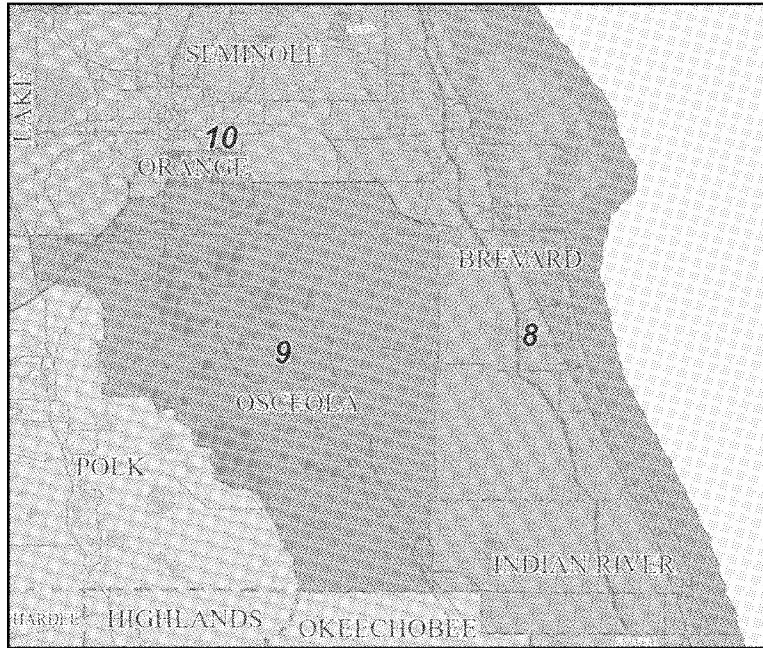 SEMINOLE
LAKE
10
ORANGE
BREVARD
8
9
OSCEOLA
POLK
INDIAN RIVER
HARDEE
HIGHLANDS
OKEECHOBEE